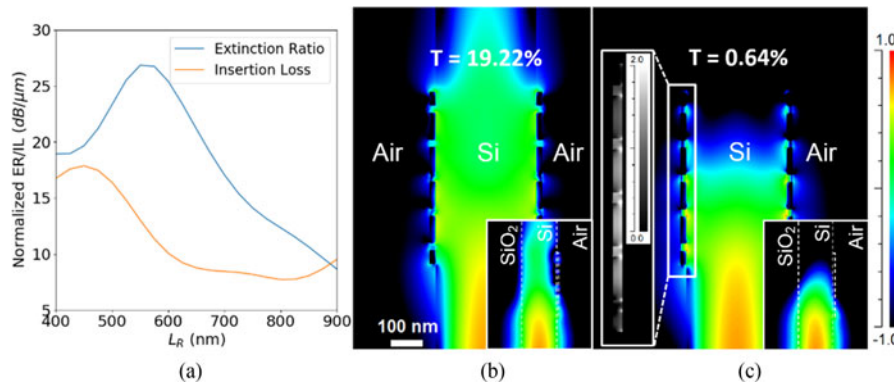 30
25
20
15
10
5
Normalized ER/IL (dB/μm)
Extinction Ratio
Insertion Loss
400 500 600 700 800 900
L_R (nm)
(a)
T = 19.22%
Air
Si
Air
SiO₂
Si
Air
100 nm
(b)
T = 0.64%
2.0
0.0
Si
Air
SiO₂
Si
Air
(c)
1.0
-1.0